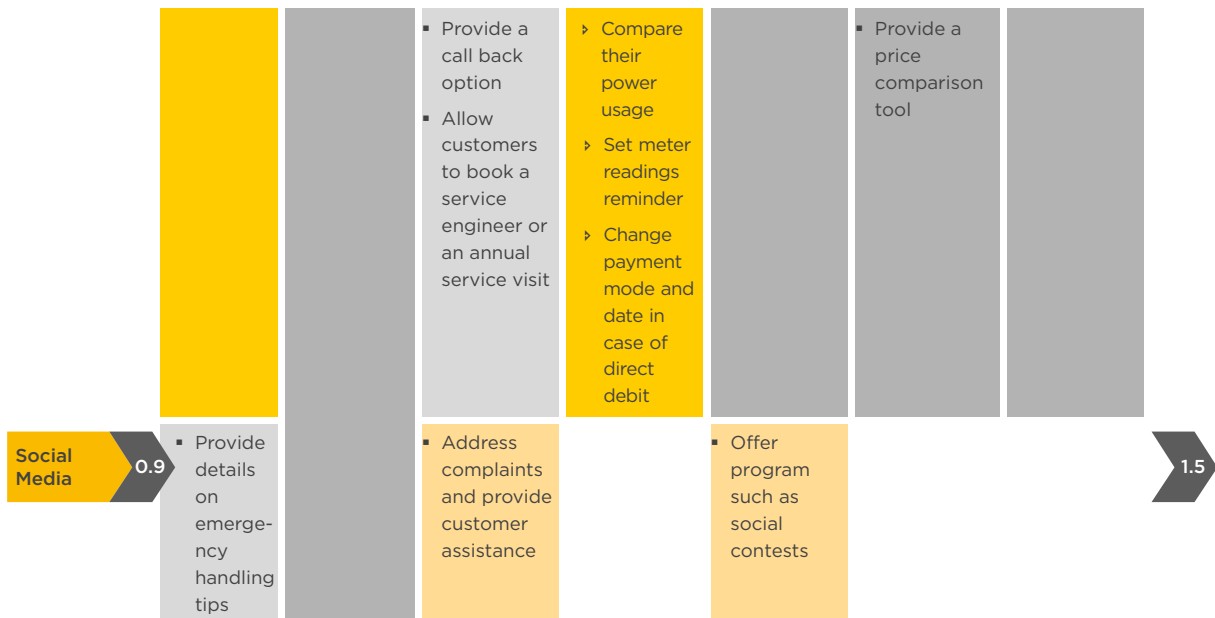 Provide a
call back
option
Allow
customers
to book a
service
engineer or
an annual
service visit
Compare
their
power
usage
Set meter
readings
reminder
Change
payment
mode and
date in
case of
direct
debit
Provide a
price
comparison
tool
Social
Media
0.9
Provide
details
on
emerge-
ncy
handling
tips
Address
complaints
and provide
customer
assistance
Offer
program
such as
social
contests
1.5